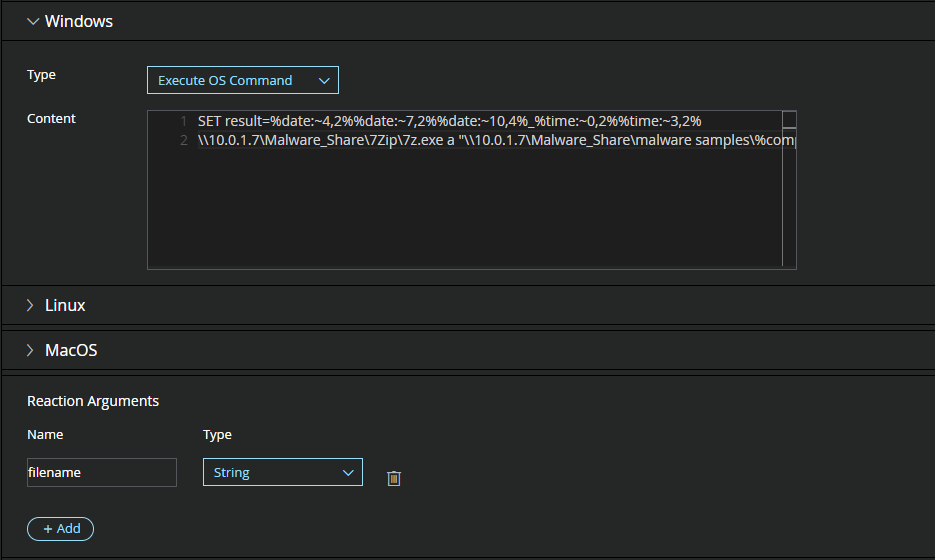 Windows
Type
Execute OS Command
Content
1 SET result=%date:~4,2%%date:~7,2%%date:~10,4%_%time:~0,2%%time:~3,2%
2 \\10.0.1.7\Malware_Share\7Zip\7z.exe a "\\10.0.1.7\Malware_Share\malware samples\%com
Linux
MacOS
Reaction Arguments
Name Type
filename String
+ Add